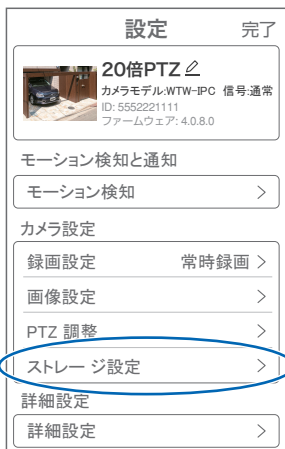 設定 完了
20倍PTZ
カメラモデル:WTW-IPC 信号:通常
ID: 5552221111
ファームウェア: 4.0.8.0
モーション検知と通知
モーション検知
カメラ設定
録画設定 常時録画
画像設定
PTZ 調整
ストレージ設定
詳細設定
詳細設定